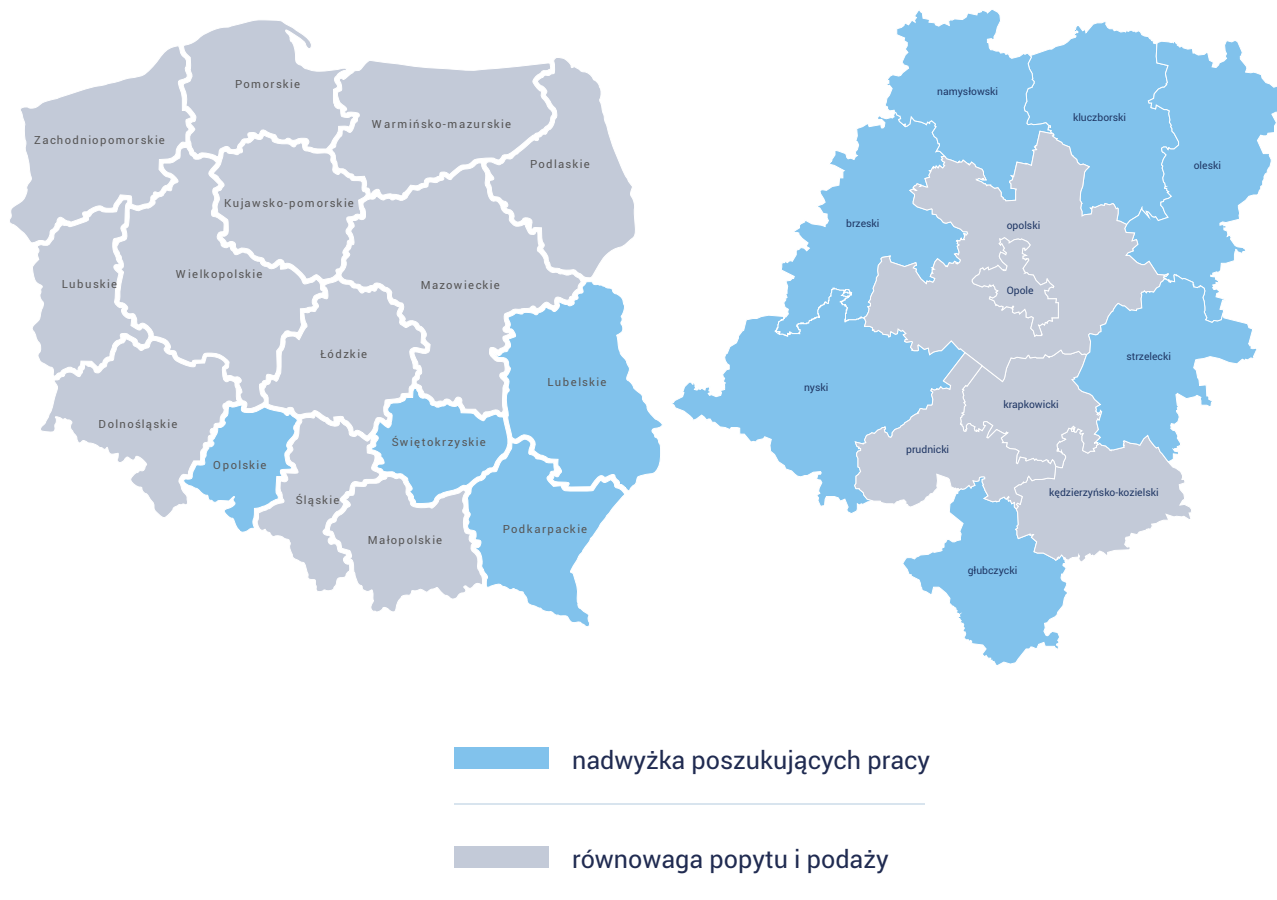 Pomorskie
Warmińsko-mazurskie
Zachodniopomorskie
Podlaskie
Kujawsko-pomorskie
Wielkopolskie
Lubuskie
Mazowieckie
Łódzkie
Lubelskie
Dolnośląskie
Świętokrzyskie
Opolskie
Śląskie
Podkarpackie
Małopolskie
namysłowski
kluczborski
oleski
brzeski
opolski
Opole
strzelecki
nyski
krapkowicki
prudnicki
kędzierzyńsko-kozielski
głubczycki
nadwyżka poszukujących pracy
równowaga popytu i podaży